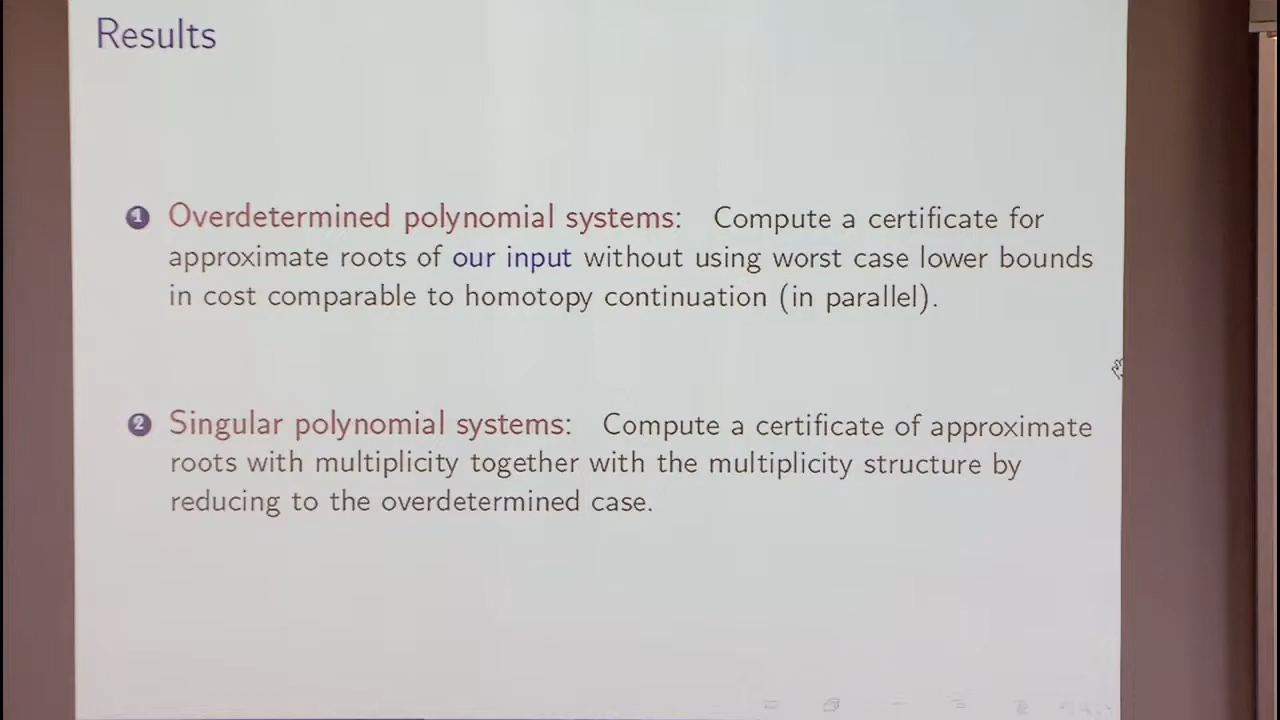 Results
1 Overdetermined polynomial systems: Compute a certificate for
approximate roots of our input without using worst case lower bounds
in cost comparable to homotopy continuation (in parallel).
2 Singular polynomial systems: Compute a certificate of approximate
roots with multiplicity together with the multiplicity structure by
reducing to the overdetermined case.